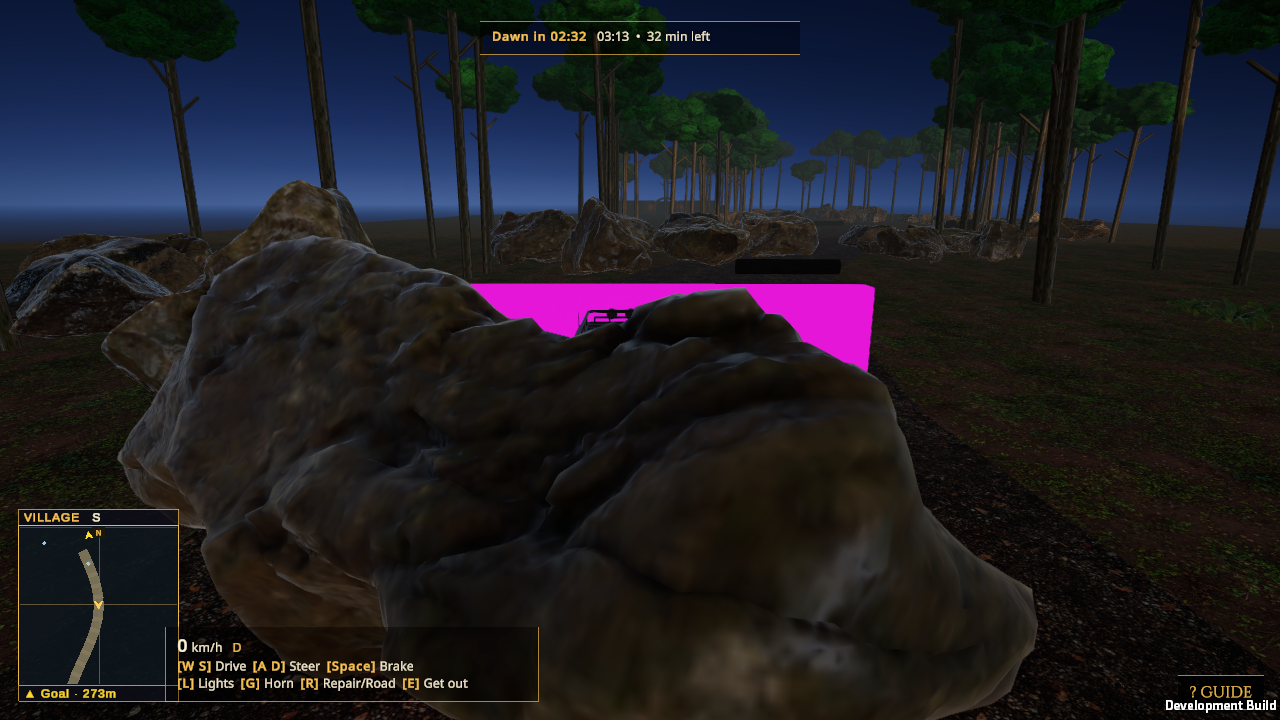 Dawn in 02:32 03:13 • 32 min left
VILLAGE S
N
▲ Goal · 273m
0 km/h D
[W S] Drive [A D] Steer [Space] Brake
[L] Lights [G] Horn [R] Repair/Road [E] Get out
? GUIDE
Development Build